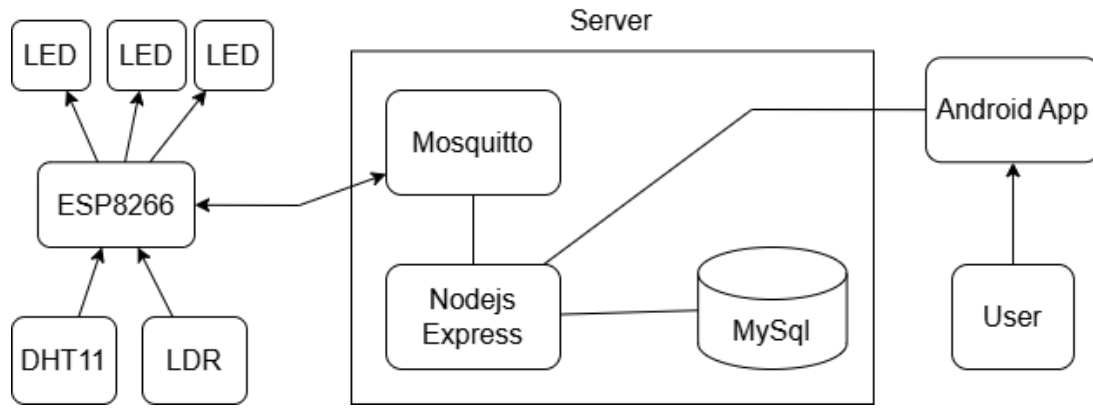 Server
LED
LED
LED
Mosquitto
Android App
ESP8266
Nodejs
Express
MySql
User
DHT11
LDR